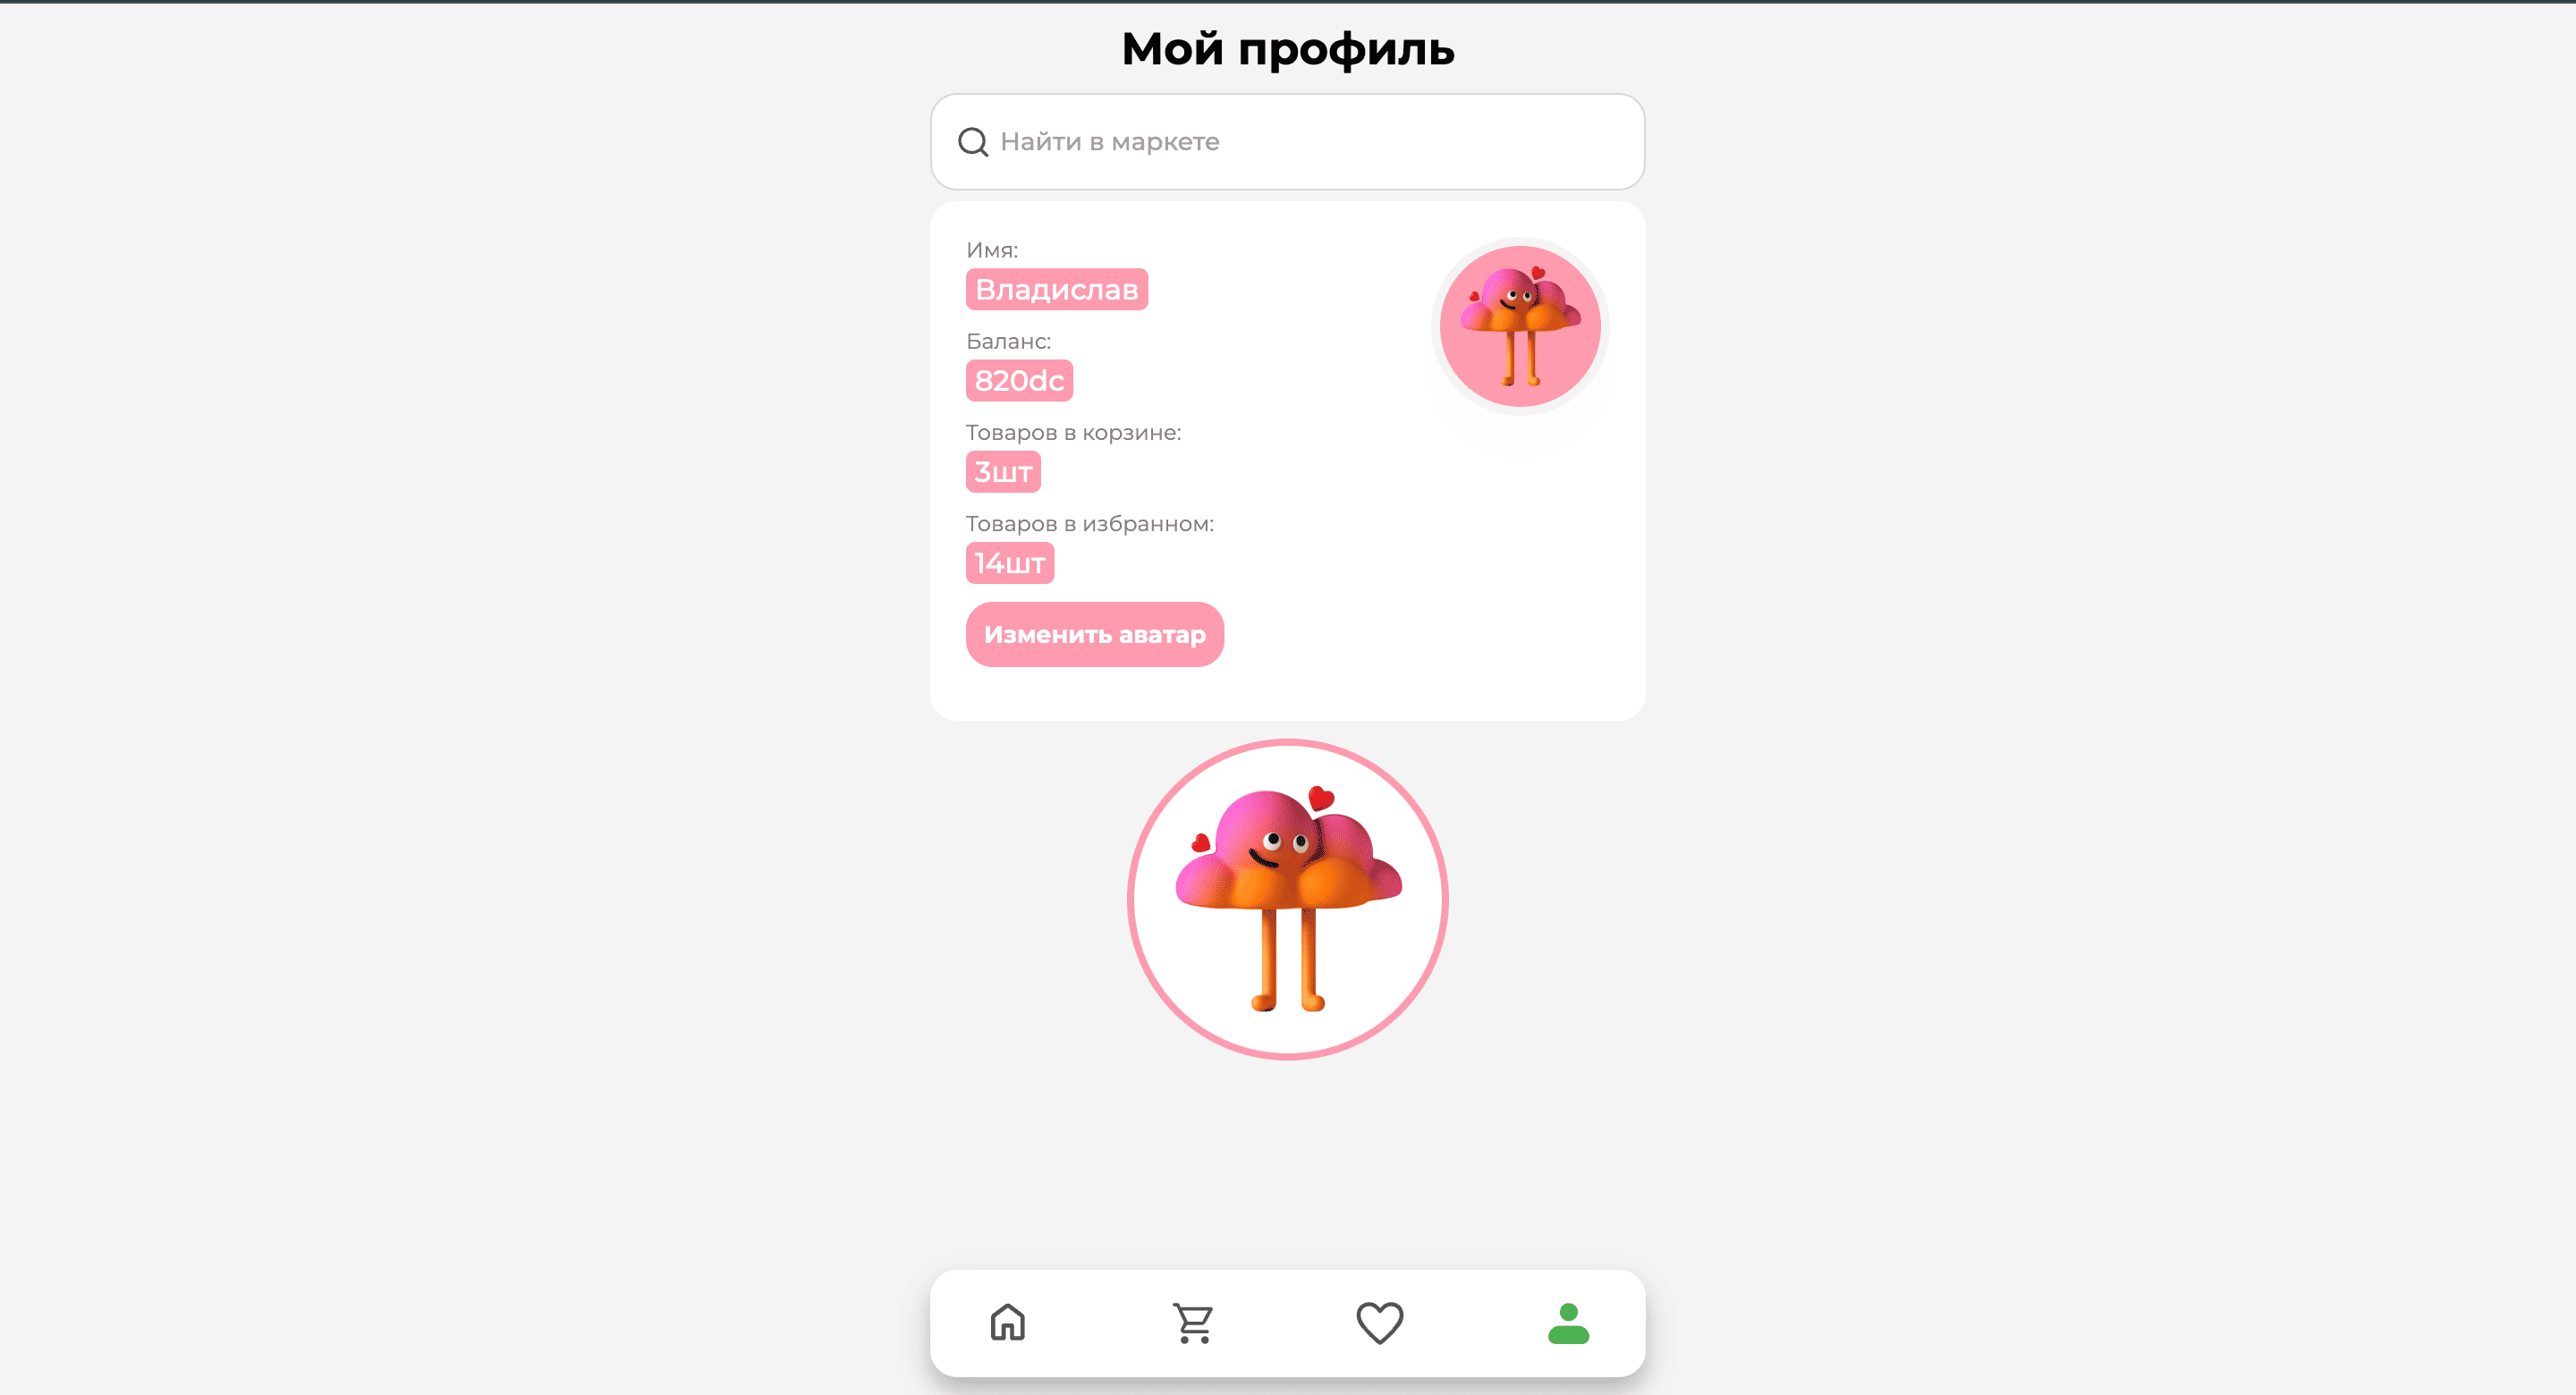 Мой профиль
Найти в маркете
Имя:
Владислав
Баланс:
820dc
Товаров в корзине:
3шт
Товаров в избранном:
14шт
Изменить аватар